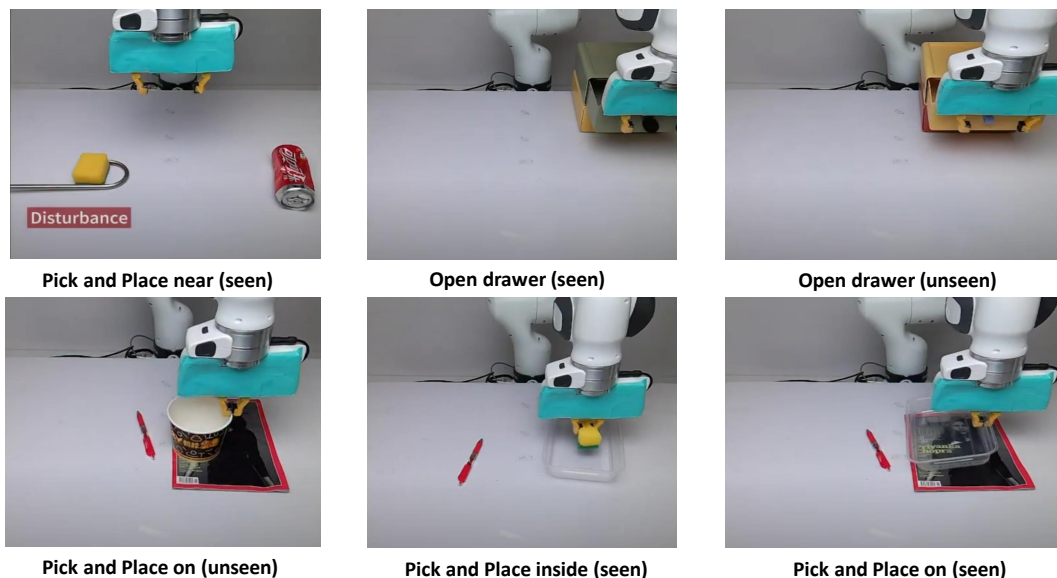 Disturbance
Pick and Place near (seen)
Open drawer (seen)
Open drawer (unseen)
Pick and Place on (unseen)
Pick and Place inside (seen)
Pick and Place on (seen)